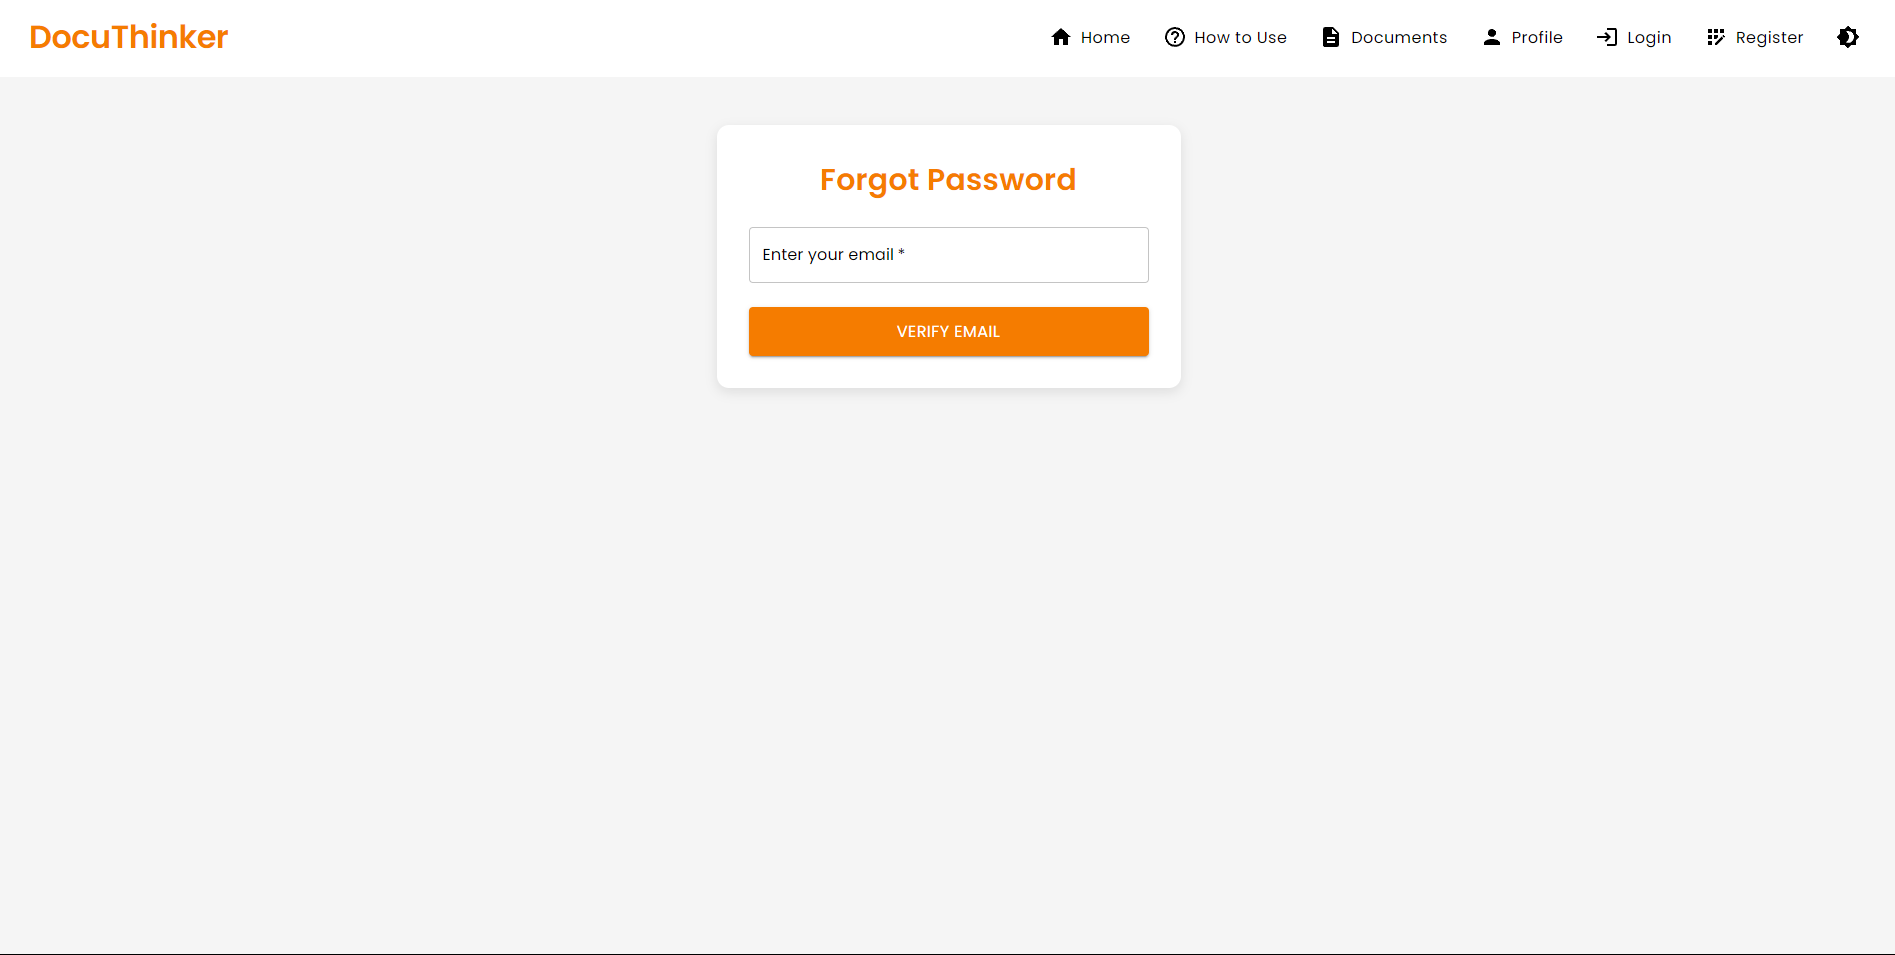 DocuThinker
Home
How to Use
Documents
Profile
Login
Register
Forgot Password
Enter your email *
VERIFY EMAIL